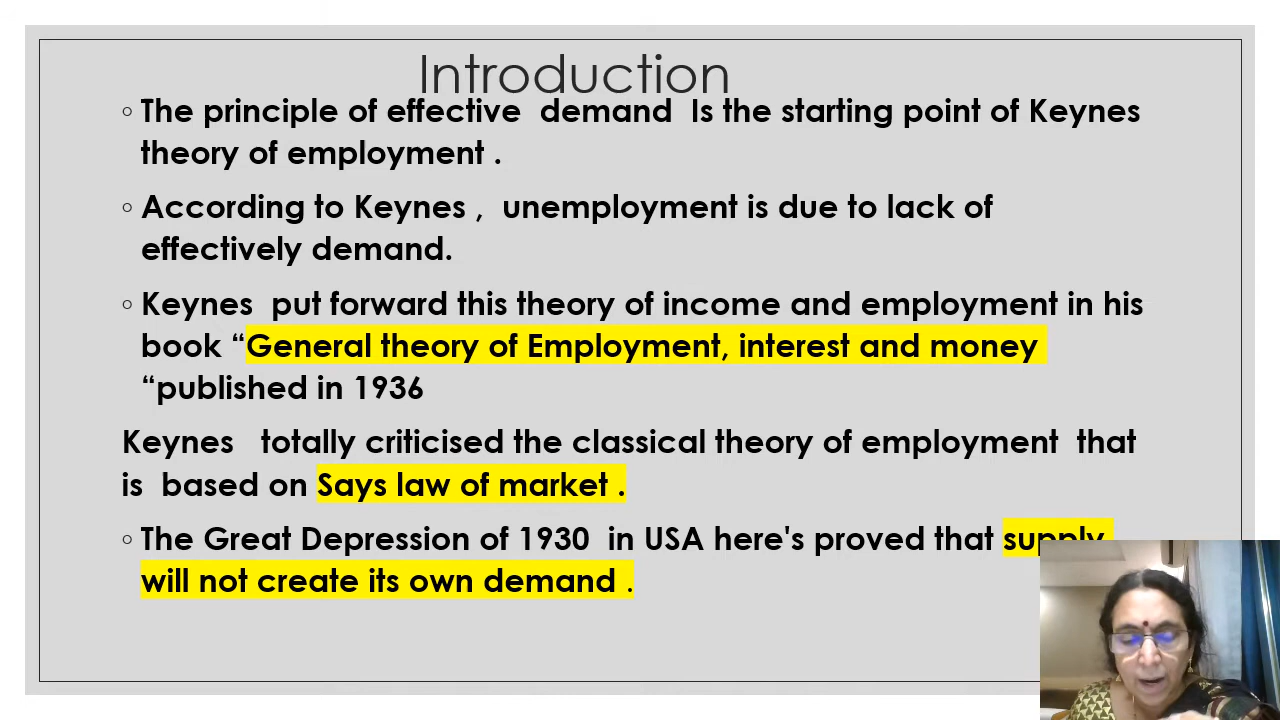 Introduction
◦ The principle of effective demand Is the starting point of Keynes
theory of employment .
◦ According to Keynes , unemployment is due to lack of
effectively demand.
◦ Keynes put forward this theory of income and employment in his
book “General theory of Employment, interest and money
“published in 1936
Keynes totally criticised the classical theory of employment that
is based on Says law of market .
◦ The Great Depression of 1930 in USA here's proved that supply
will not create its own demand .